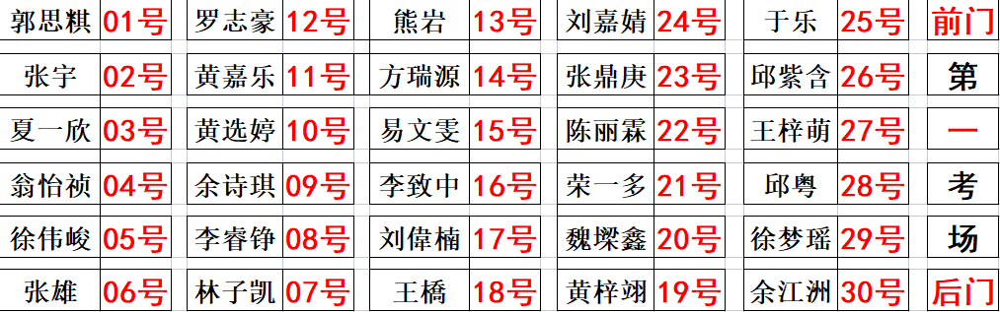 郭思粸 01号 罗志豪 12号 熊岩 13号 刘嘉婧 24号 于乐 25号 前门
张宇 02号 黄嘉乐 11号 方瑞源 14号 张鼎庚 23号 邱紫含 26号 第
夏一欣 03号 黄选婷 10号 易文雯 15号 陈丽霖 22号 王梓萌 27号 一
翁怡祯 04号 余诗琪 09号 李致中 16号 荣一多 21号 邱粤 28号 考
徐伟峻 05号 李睿铮 08号 刘偉楠 17号 魏墚鑫 20号 徐梦瑶 29号 场
张雄 06号 林子凯 07号 王橋 18号 黄梓翊 19号 余江洲 30号 后门